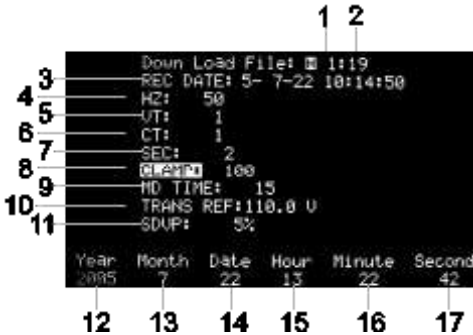 1 2
Down Load File: M 1:19
3 REC DATE: 5- 7-22 10:14:50
4 HZ: 50
5 VT: 1
6 CT: 1
7 SEC: 2
8 CLAMP: 100
9 MD TIME: 15
10 TRANS REF:110.0 V
11 SDVP: 5%
Year Month Date Hour Minute Second
2005 7 22 13 22 42
12 13 14 15 16 17